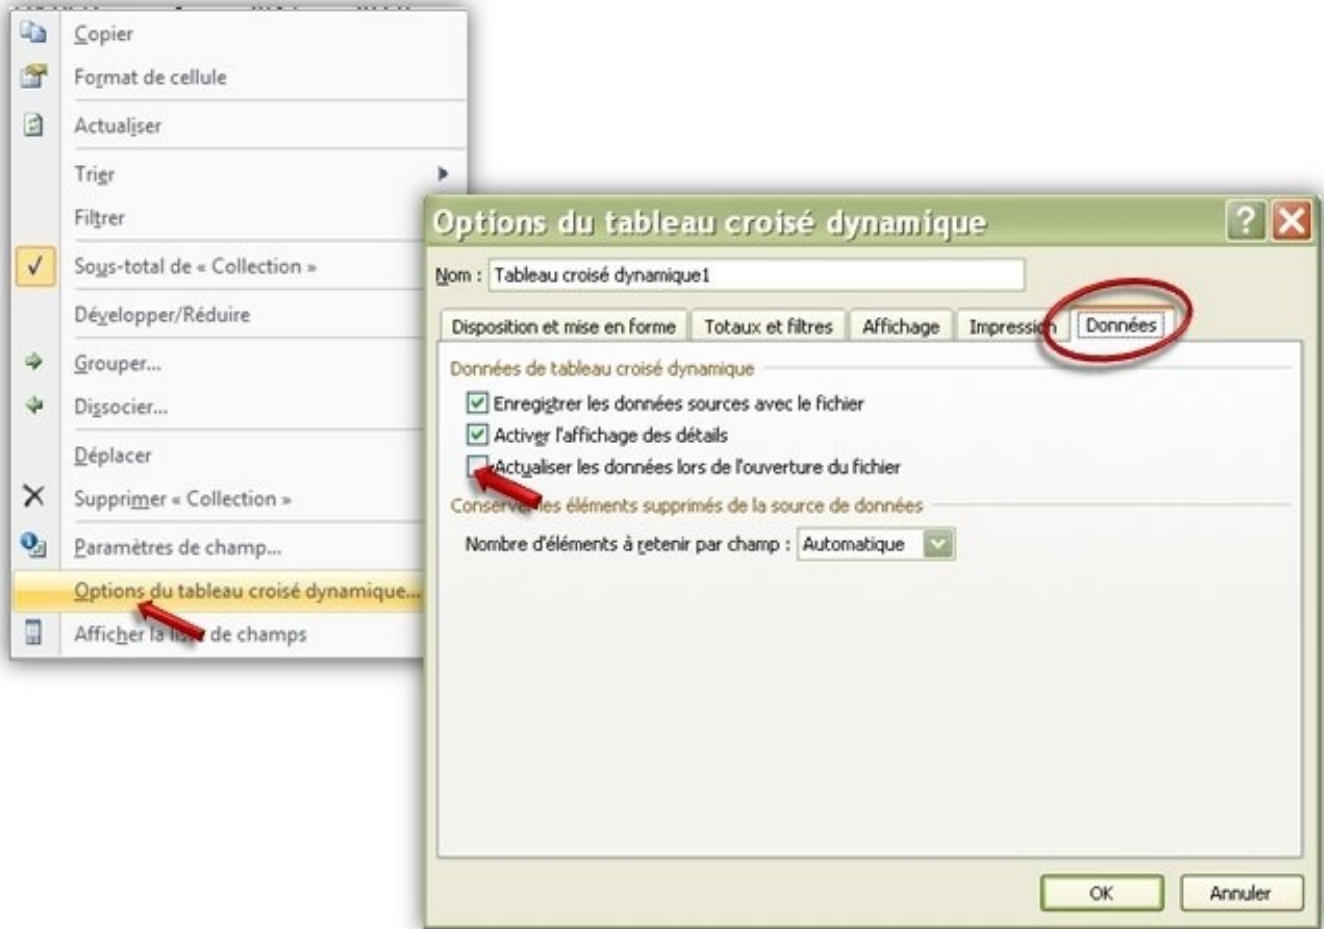 Copier
Format de cellule
Actualiser
Trier
Filtrer
Sous-total de « Collection »
Développer/Réduire
Grouper...
Dissocier...
Déplacer
Supprimer « Collection »
Paramètres de champ...
Options du tableau croisé dynamique...
Afficher la liste de champs
Options du tableau croisé dynamique
Nom : Tableau croisé dynamique1
Disposition et mise en forme Totaux et filtres Affichage Impression Données
Données de tableau croisé dynamique
Enregistrer les données sources avec le fichier
Activer l'affichage des détails
Actualiser les données lors de l'ouverture du fichier
Conserver les éléments supprimés de la source de données
Nombre d'éléments à retenir par champ : Automatique
OK Annuler